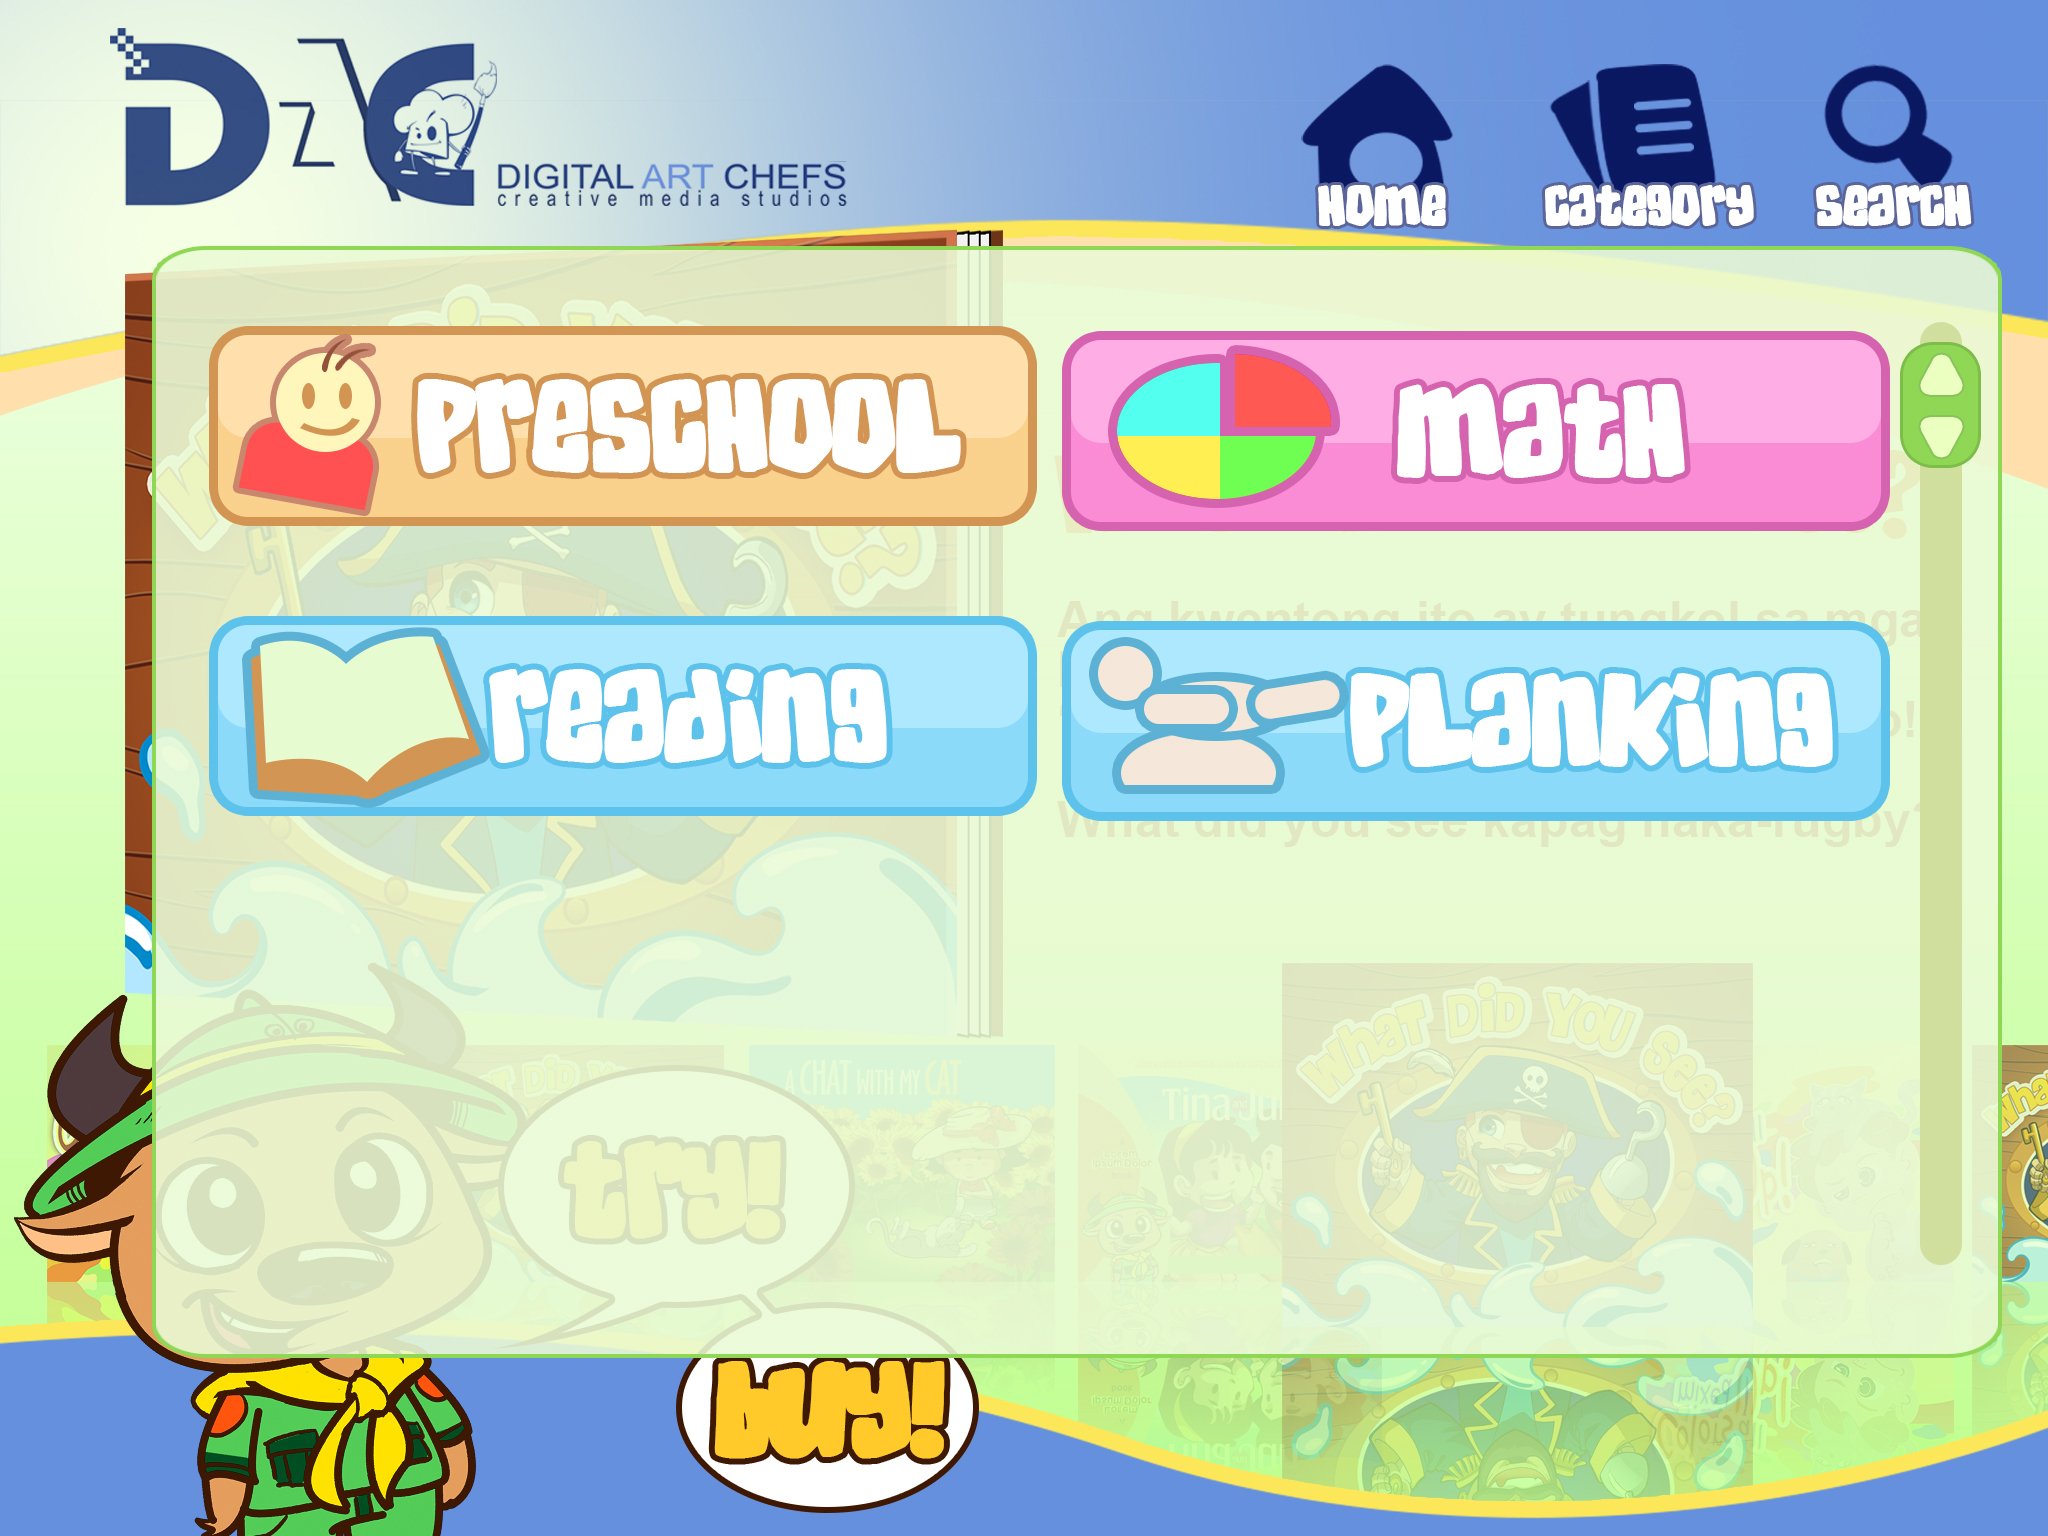 DzC
DIGITAL ART CHEFS
creative media studios
Home
Category
Search
Preschool
Math
Reading
Planking
Ang kwentong ito ay tungkol sa mga
What did you see kapag naka-rugby?
WHAT DID YOU See?
A CHAT WITH MY CAT
Tina Ju
try!
buy!